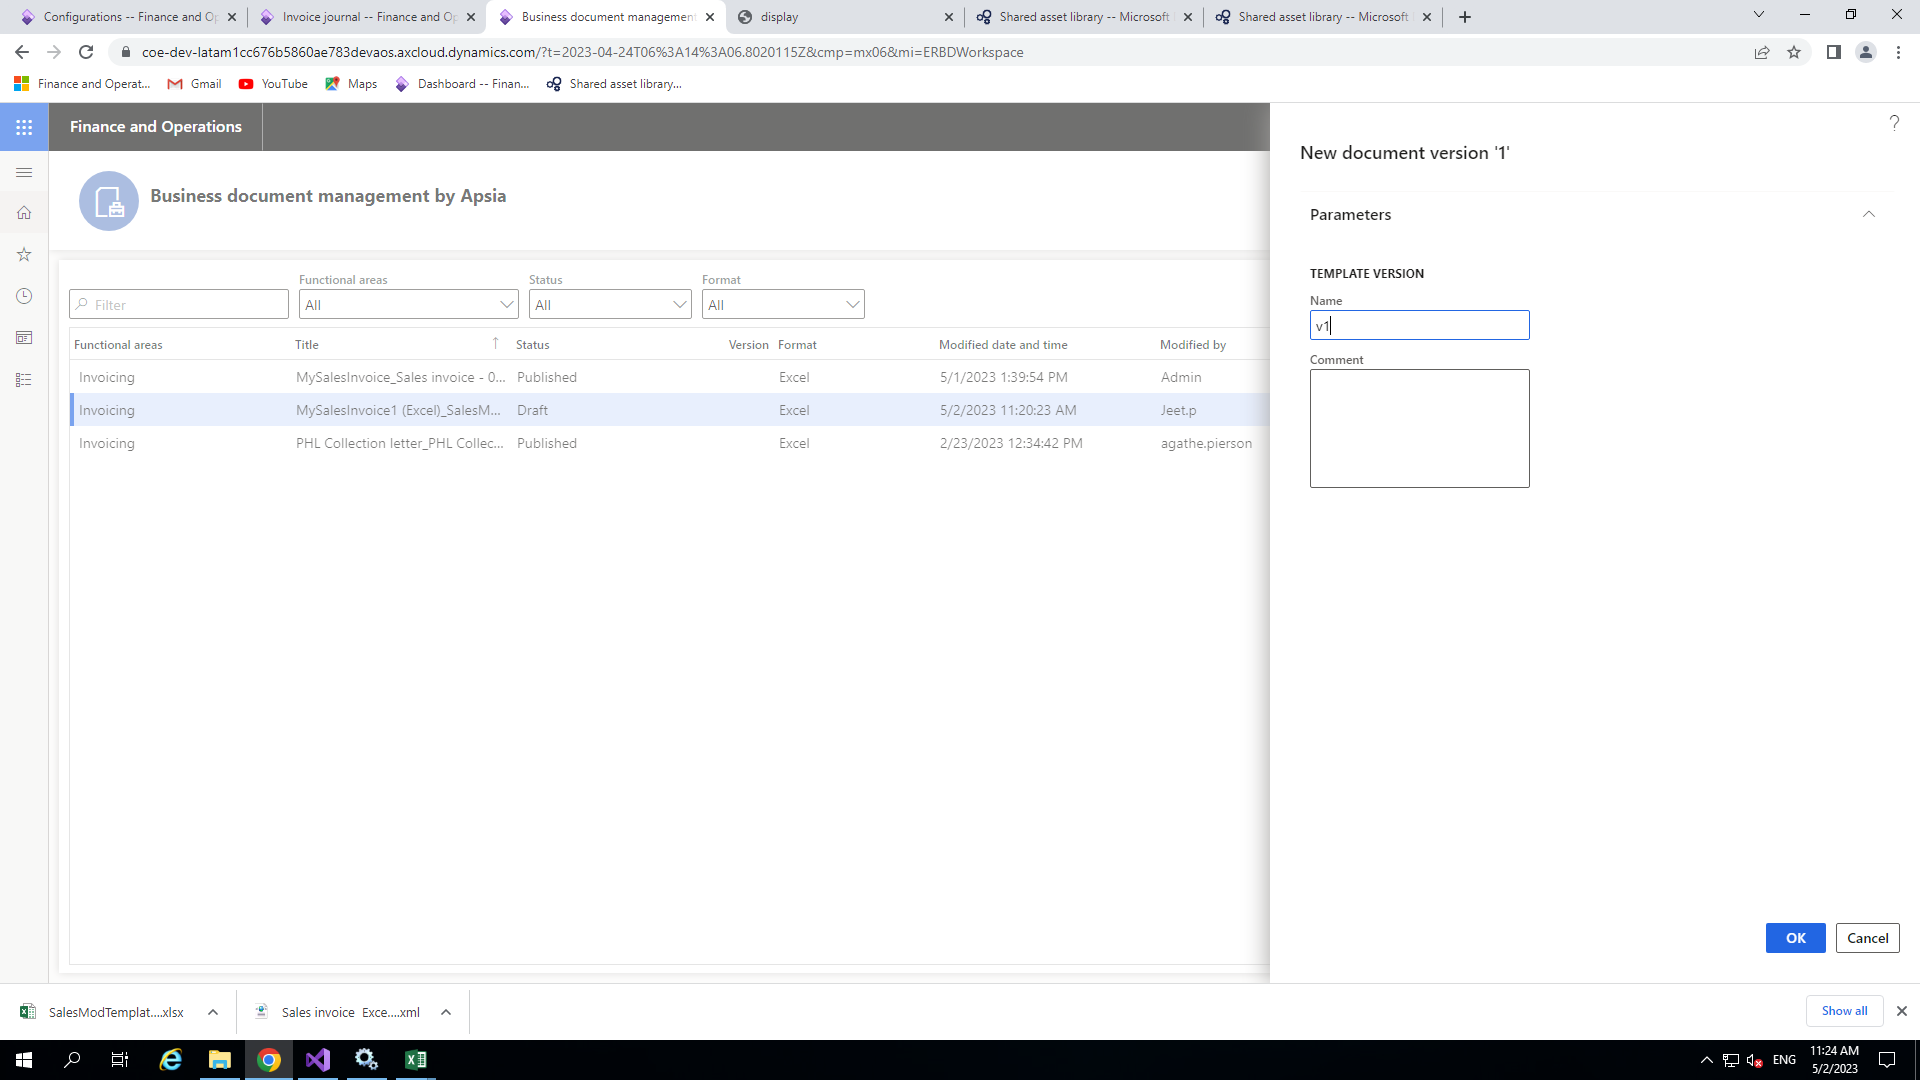 Configurations -- Finance and Op
Invoice journal -- Finance and Op
Business document management
display
Shared asset library -- Microsoft
Shared asset library -- Microsoft
coe-dev-latam1cc676b5860ae783devaos.axcloud.dynamics.com/?t=2023-04-24T06%3A14%3A06.8020115Z&cmp=mx06&mi=ERBDWorkspace
Finance and Operat...
Gmail
YouTube
Maps
Dashboard -- Finan...
Shared asset library...
Finance and Operations
?
New document version '1'
Business document management by Apsia
Parameters
TEMPLATE VERSION
Name
v1
Comment
Functional areas
Status
Format
Filter
All
All
All
Functional areas Title Status Version Format Modified date and time Modified by
Invoicing MySalesInvoice_Sales invoice - 0... Published Excel 5/1/2023 1:39:54 PM Admin
Invoicing MySalesInvoice1 (Excel)_SalesM... Draft Excel 5/2/2023 11:20:23 AM Jeet.p
Invoicing PHL Collection letter_PHL Collec... Published Excel 2/23/2023 12:34:42 PM agathe.pierson
OK
Cancel
SalesModTemplat....xlsx
Sales invoice Exce....xml
Show all
ENG
11:24 AM
5/2/2023